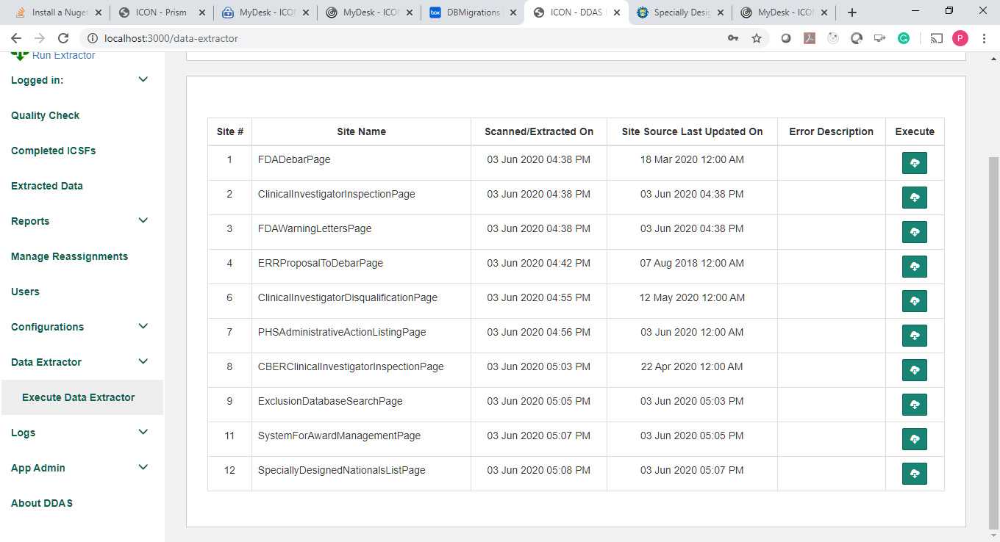 Install a Nuget
ICON - Prism
MyDesk - ICON
MyDesk - ICON
box DBMigrations
ICON - DDAS
Specially Desig
MyDesk - ICON
localhost:3000/data-extractor
P
Run Extractor
Logged in:
Quality Check
Completed ICSFs
Extracted Data
Reports
Manage Reassignments
Users
Configurations
Data Extractor
Execute Data Extractor
Logs
App Admin
About DDAS
Site # Site Name Scanned/Extracted On Site Source Last Updated On Error Description Execute
1 FDADebarPage 03 Jun 2020 04:38 PM 18 Mar 2020 12:00 AM
2 ClinicalInvestigatorInspectionPage 03 Jun 2020 04:38 PM 03 Jun 2020 04:38 PM
3 FDAWarningLettersPage 03 Jun 2020 04:38 PM 03 Jun 2020 04:38 PM
4 ERRProposalToDebarPage 03 Jun 2020 04:42 PM 07 Aug 2018 12:00 AM
6 ClinicalInvestigatorDisqualificationPage 03 Jun 2020 04:55 PM 12 May 2020 12:00 AM
7 PHSAdministrativeActionListingPage 03 Jun 2020 04:56 PM 03 Jun 2020 12:00 AM
8 CBERClinicalInvestigatorInspectionPage 03 Jun 2020 05:03 PM 22 Apr 2020 12:00 AM
9 ExclusionDatabaseSearchPage 03 Jun 2020 05:05 PM 03 Jun 2020 05:03 PM
11 SystemForAwardManagementPage 03 Jun 2020 05:07 PM 03 Jun 2020 05:05 PM
12 SpeciallyDesignedNationalsListPage 03 Jun 2020 05:08 PM 03 Jun 2020 05:07 PM